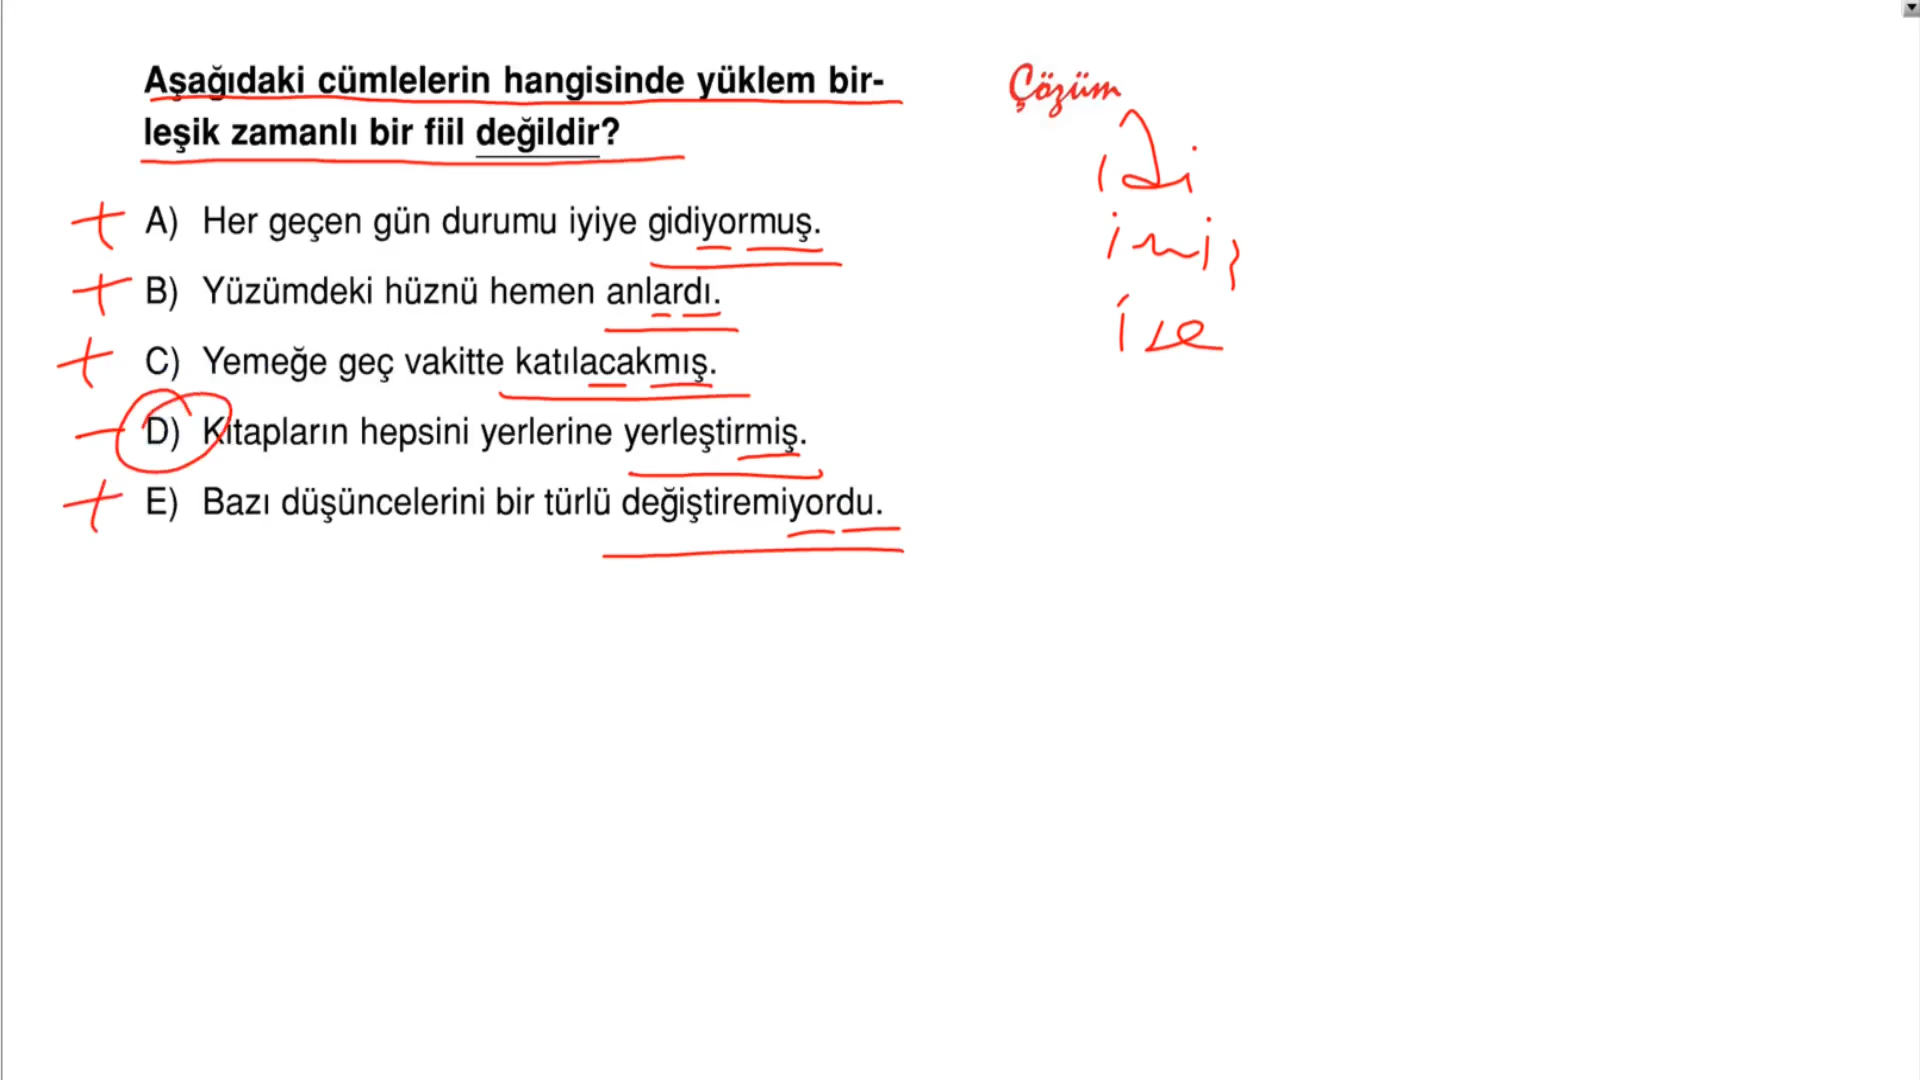 Aşağıdaki cümlelerin hangisinde yüklem bir-
leşik zamanlı bir fiil değildir?
A) Her geçen gün durumu iyiye gidiyormuş.
B) Yüzümdeki hüznü hemen anlardı.
C) Yemeğe geç vakitte katılacakmış.
D) Kitapların hepsini yerlerine yerleştirmiş.
E) Bazı düşüncelerini bir türlü değiştiremiyordu.
Çözüm
idi
imiş
ise